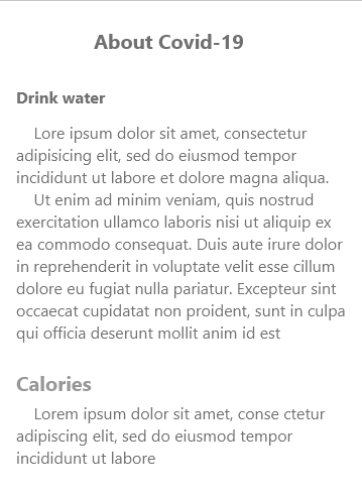 About Covid-19
Drink water
Lore ipsum dolor sit amet, consectetur
adipisicing elit, sed do eiusmod tempor
incididunt ut labore et dolore magna aliqua.
Ut enim ad minim veniam, quis nostrud
exercitation ullamco laboris nisi ut aliquip ex
ea commodo consequat. Duis aute irure dolor
in reprehenderit in voluptate velit esse cillum
dolore eu fugiat nulla pariatur. Excepteur sint
occaecat cupidatat non proident, sunt in culpa
qui officia deserunt mollit anim id est
Calories
Lorem ipsum dolor sit amet, conse ctetur
adipiscing elit, sed do eiusmod tempor
incididunt ut labore